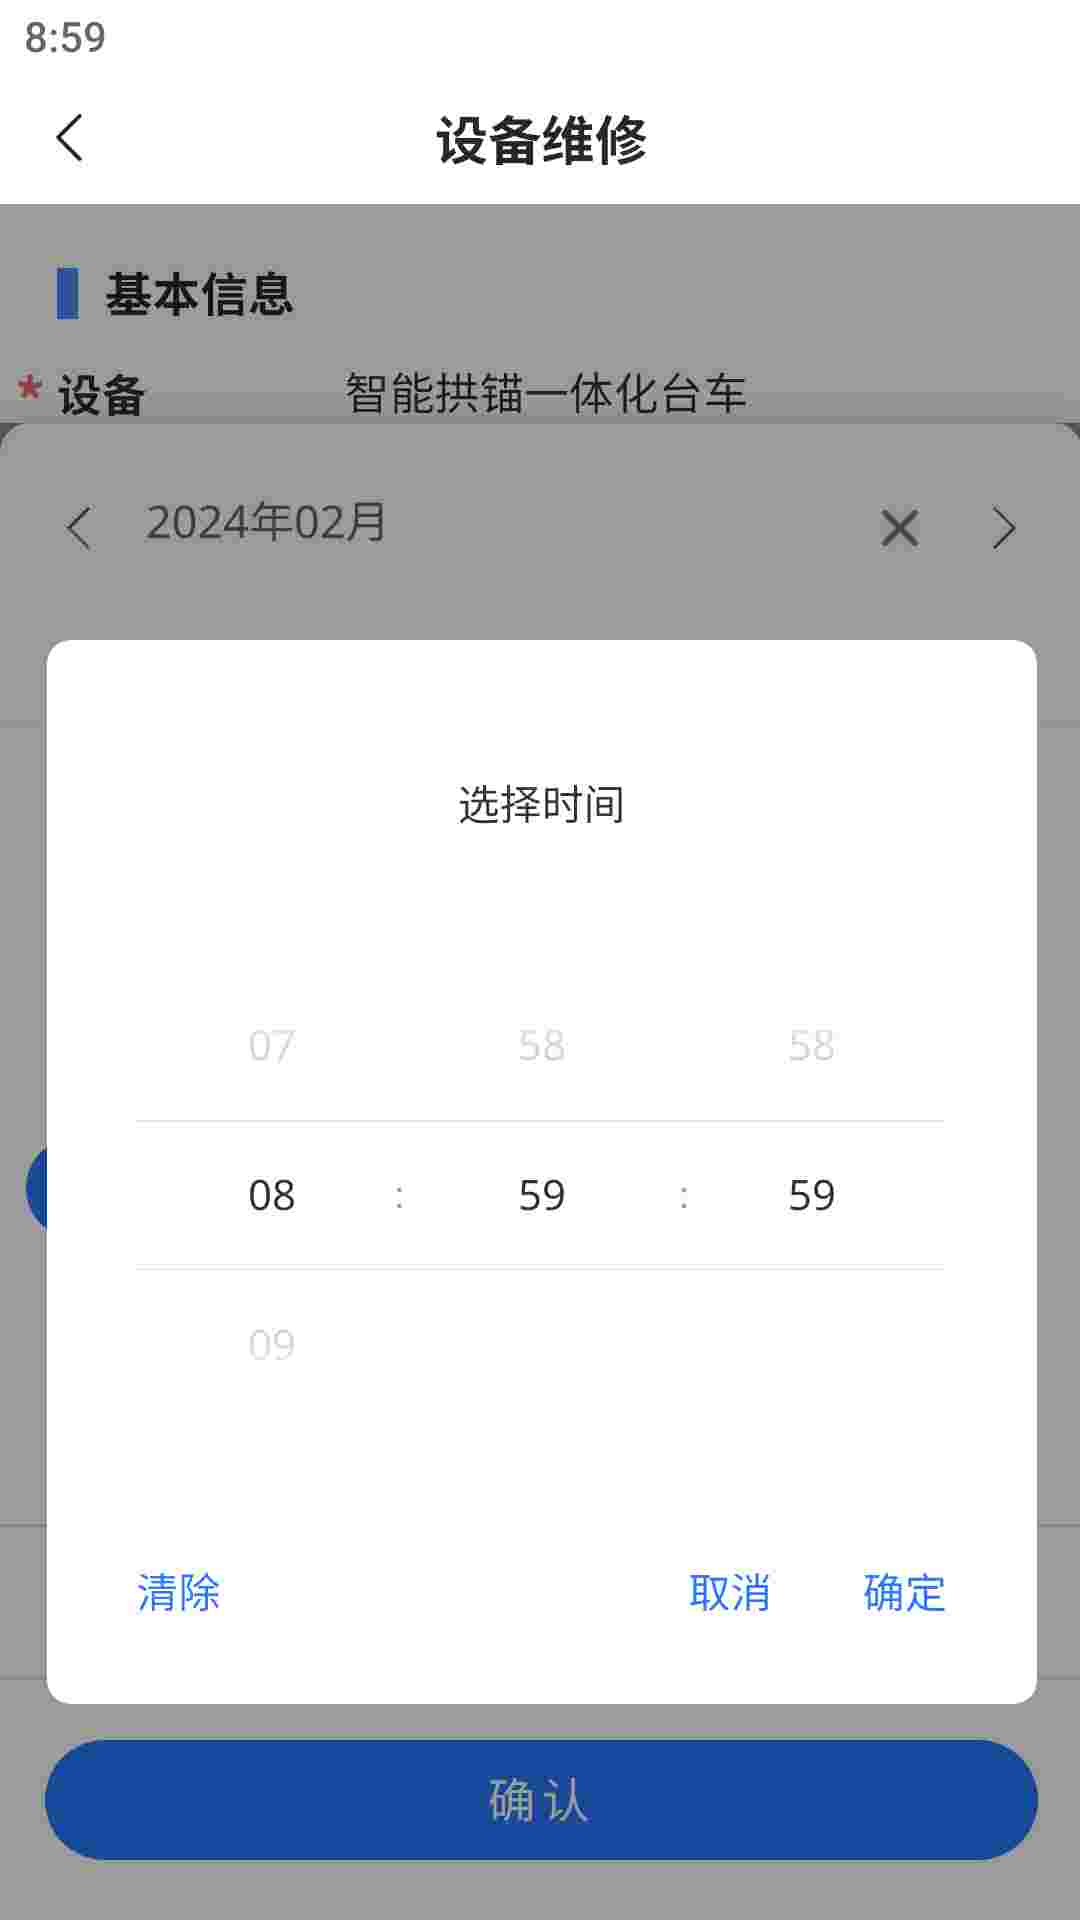 8:59
设备维修
基本信息
* 设备 智能拱锚一体化台车
2024年02月
选择时间
07 58 58
08 : 59 : 59
09
清除 取消 确定
确认